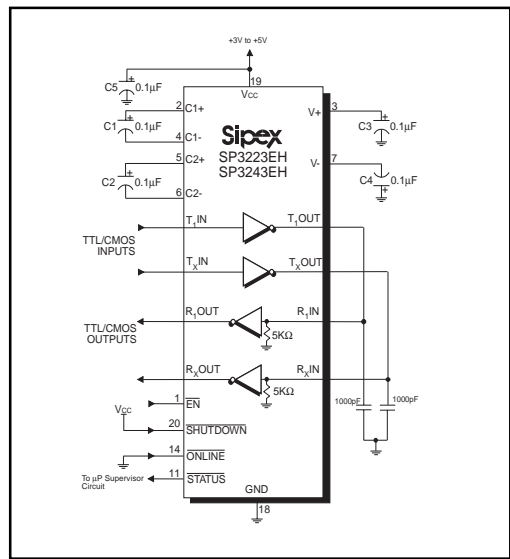 +3V to +5V
19
VCC
C5
+
0.1µF
2
C1+
C1
+
0.1µF
4
C1-
5
C2+
C2
+
0.1µF
6
C2-
Sipex
SP3223EH
SP3243EH
V+
3
C3
+
0.1µF
V-
7
C4
0.1µF
+
TTL/CMOS
INPUTS
T1IN
T1OUT
TXIN
TXOUT
TTL/CMOS
OUTPUTS
R1OUT
R1IN
5KΩ
RXOUT
RXIN
5KΩ
1000pF
1000pF
1
EN
VCC
20
SHUTDOWN
14
ONLINE
To µP Supervisor
Circuit
11
STATUS
GND
18